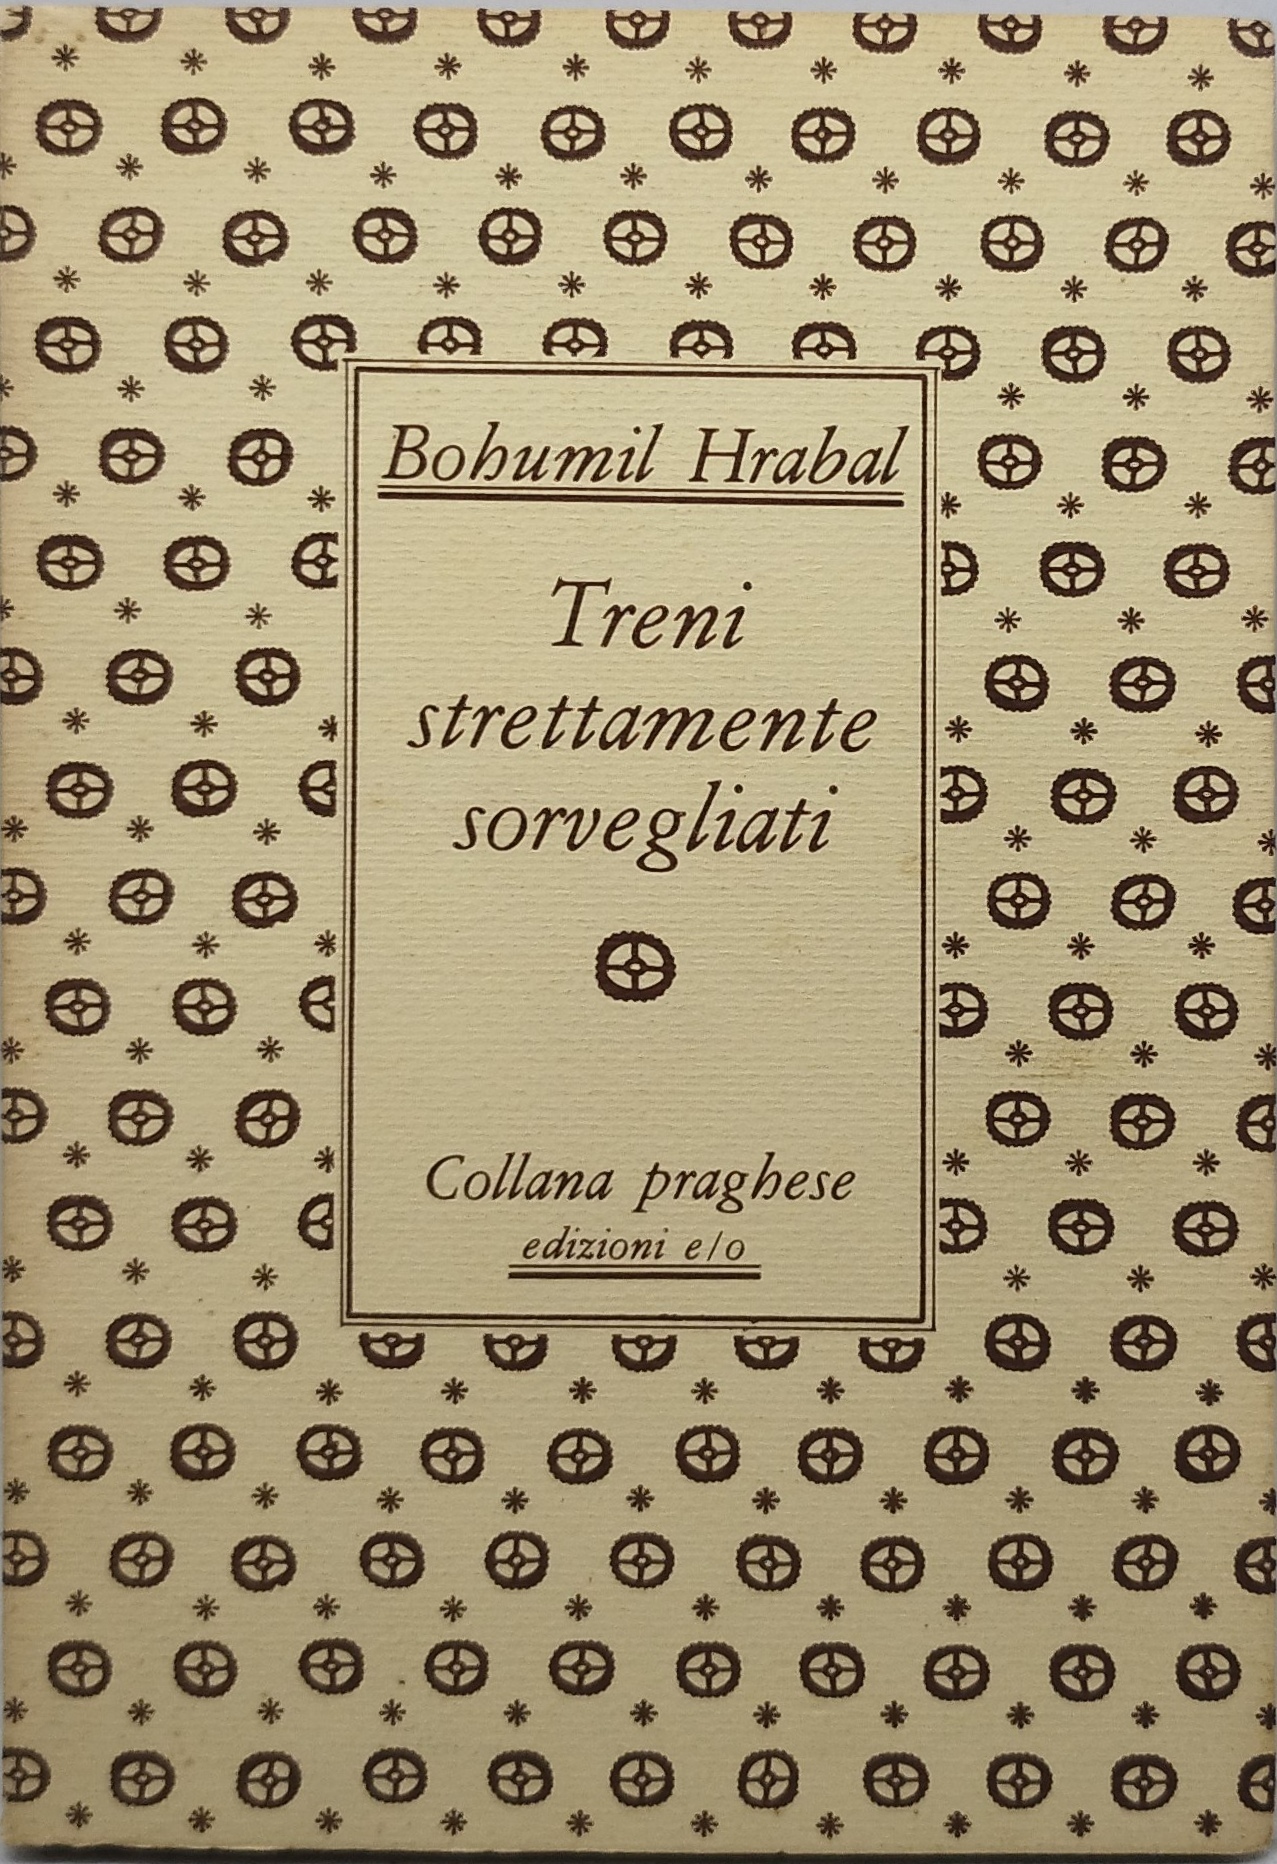 Bohumil Hrabal
Treni
strettamente
sorvegliati
Collana praghese
edizioni e/o